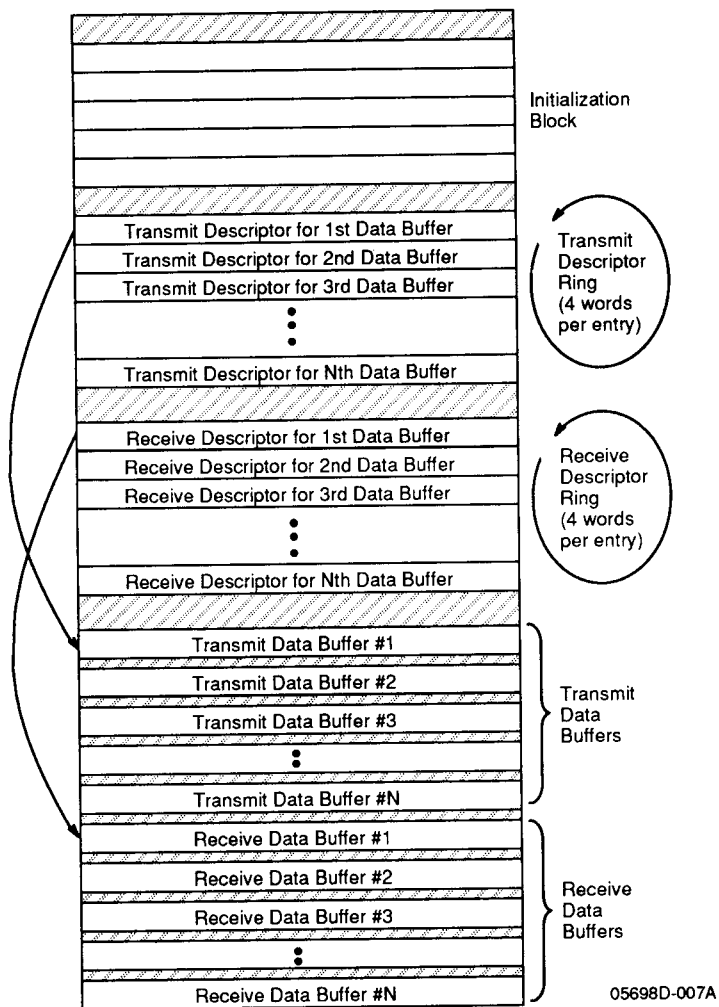 Initialization
Block
Transmit Descriptor for 1st Data Buffer
Transmit Descriptor for 2nd Data Buffer
Transmit Descriptor for 3rd Data Buffer
Transmit Descriptor for Nth Data Buffer
Transmit
Descriptor
Ring
(4 words
per entry)
Receive Descriptor for 1st Data Buffer
Receive Descriptor for 2nd Data Buffer
Receive Descriptor for 3rd Data Buffer
Receive Descriptor for Nth Data Buffer
Receive
Descriptor
Ring
(4 words
per entry)
Transmit Data Buffer #1
Transmit Data Buffer #2
Transmit Data Buffer #3
Transmit Data Buffer #N
Transmit
Data
Buffers
Receive Data Buffer #1
Receive Data Buffer #2
Receive Data Buffer #3
Receive Data Buffer #N
Receive
Data
Buffers
05698D-007A